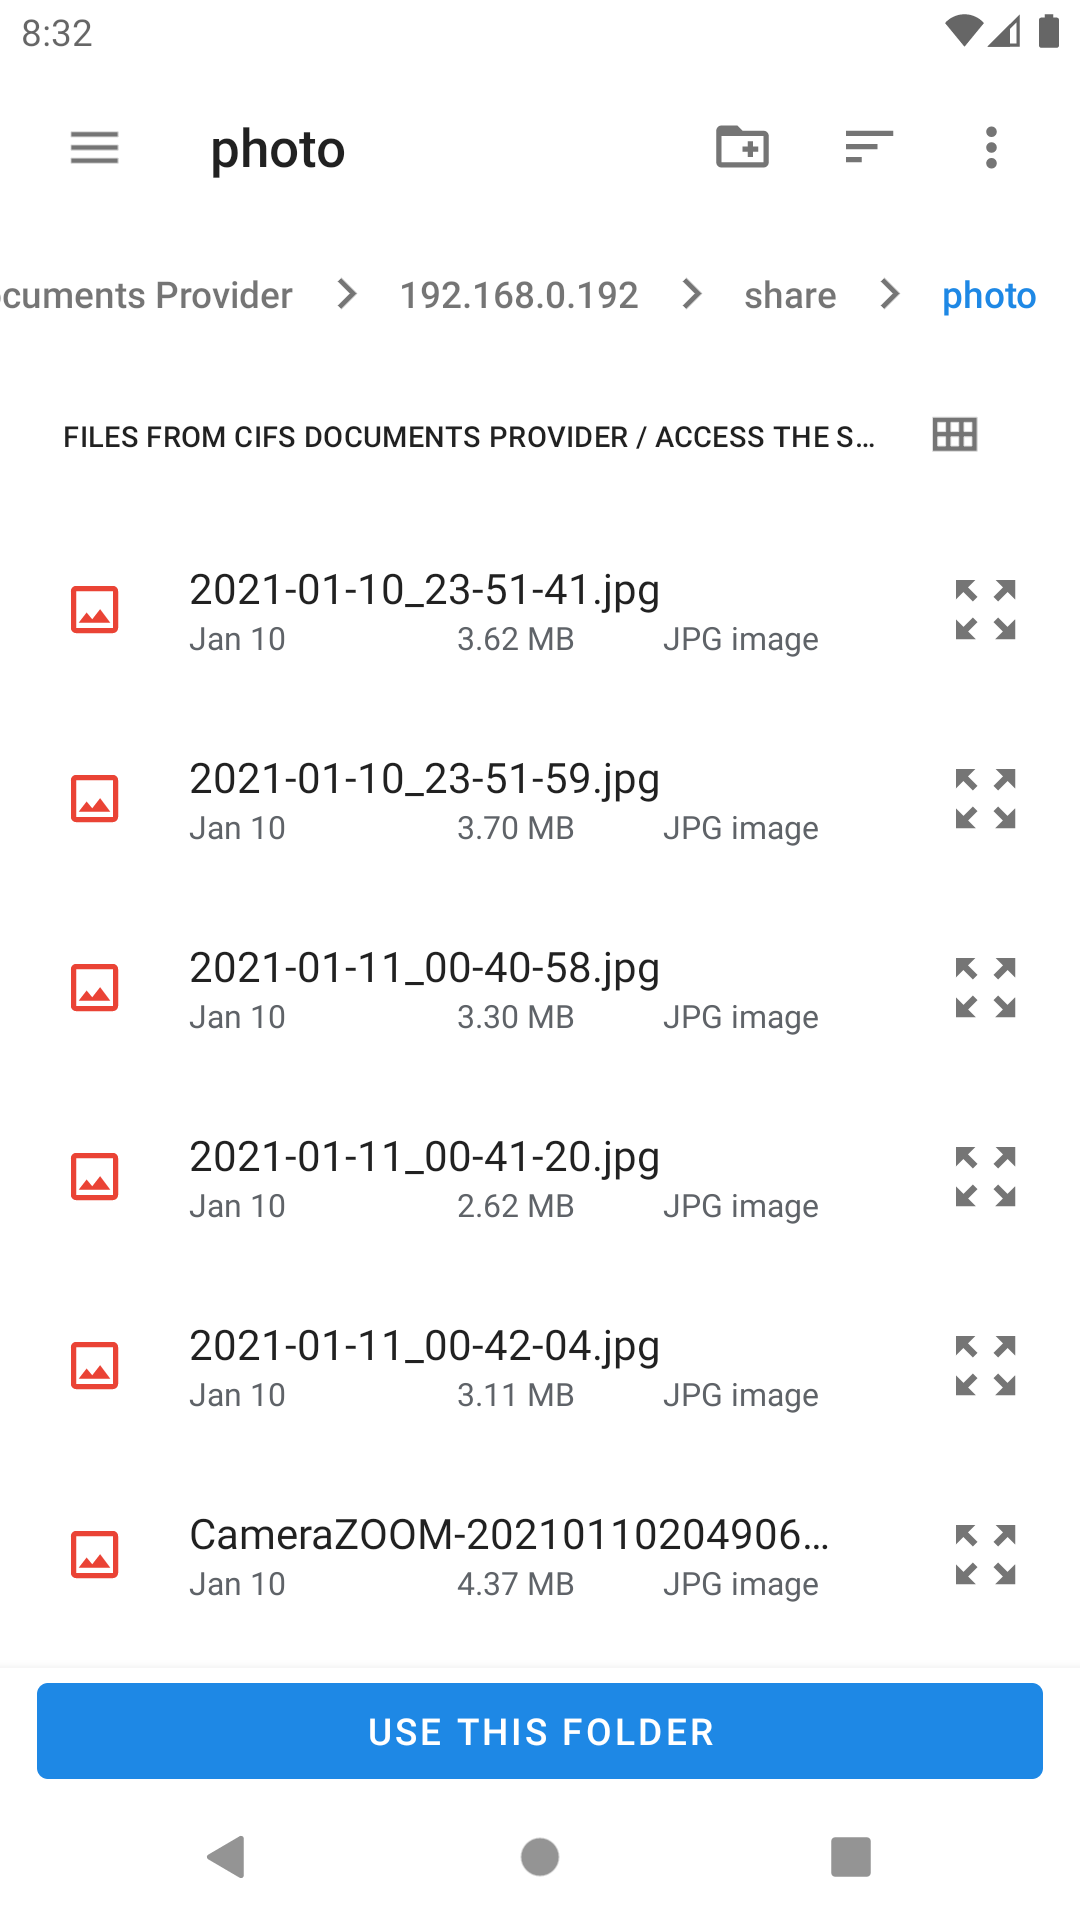 8:32
photo
cuments Provider > 192.168.0.192 > share > photo
FILES FROM CIFS DOCUMENTS PROVIDER / ACCESS THE S...
2021-01-10_23-51-41.jpg
Jan 10 3.62 MB JPG image
2021-01-10_23-51-59.jpg
Jan 10 3.70 MB JPG image
2021-01-11_00-40-58.jpg
Jan 10 3.30 MB JPG image
2021-01-11_00-41-20.jpg
Jan 10 2.62 MB JPG image
2021-01-11_00-42-04.jpg
Jan 10 3.11 MB JPG image
CameraZOOM-20210110204906...
Jan 10 4.37 MB JPG image
USE THIS FOLDER